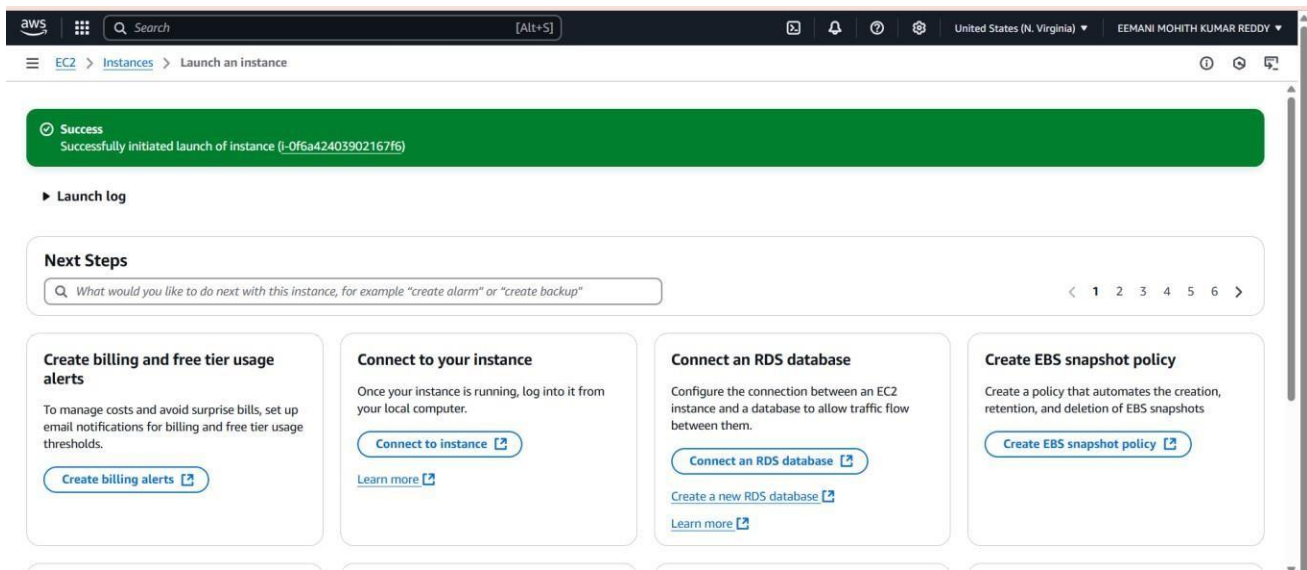 aws
Search [Alt+S]
United States (N. Virginia) ▼
EEMANI MOHITH KUMAR REDDY ▼
EC2 > Instances > Launch an instance
Success
Successfully initiated launch of instance (i-0f6a42403902167f6)
Launch log
Next Steps
What would you like to do next with this instance, for example "create alarm" or "create backup"
< 1 2 3 4 5 6 >
Create billing and free tier usage
alerts
To manage costs and avoid surprise bills, set up
email notifications for billing and free tier usage
thresholds.
Create billing alerts
Connect to your instance
Once your instance is running, log into it from
your local computer.
Connect to instance
Learn more
Connect an RDS database
Configure the connection between an EC2
instance and a database to allow traffic flow
between them.
Connect an RDS database
Create a new RDS database
Learn more
Create EBS snapshot policy
Create a policy that automates the creation,
retention, and deletion of EBS snapshots
Create EBS snapshot policy